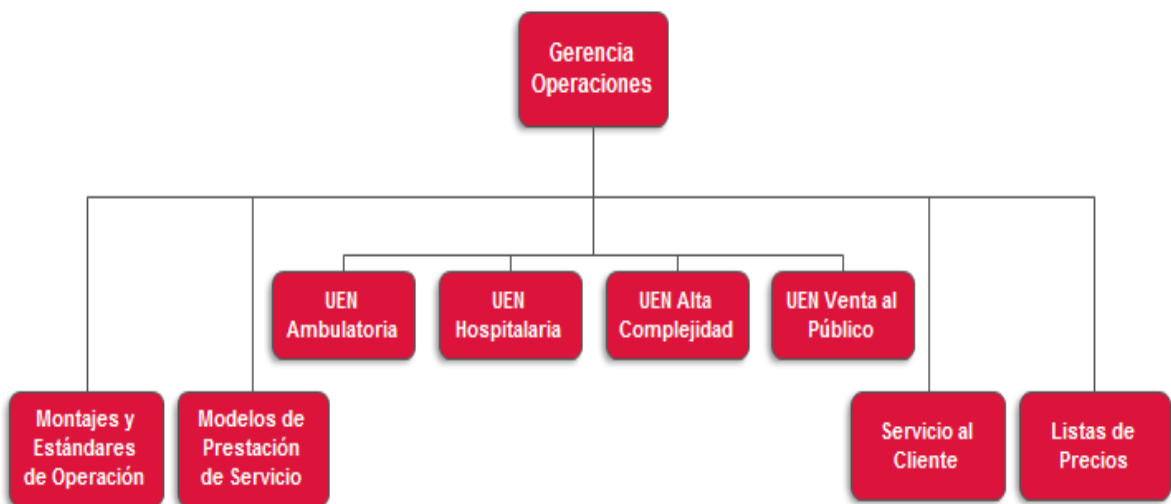 Gerencia
Operaciones
UEN
Ambulatoria
UEN
Hospitalaria
UEN Alta
Complejidad
UEN Venta al
Público
Montajes y
Estándares
de Operación
Modelos de
Prestación
de Servicio
Servicio al
Cliente
Listas de
Precios